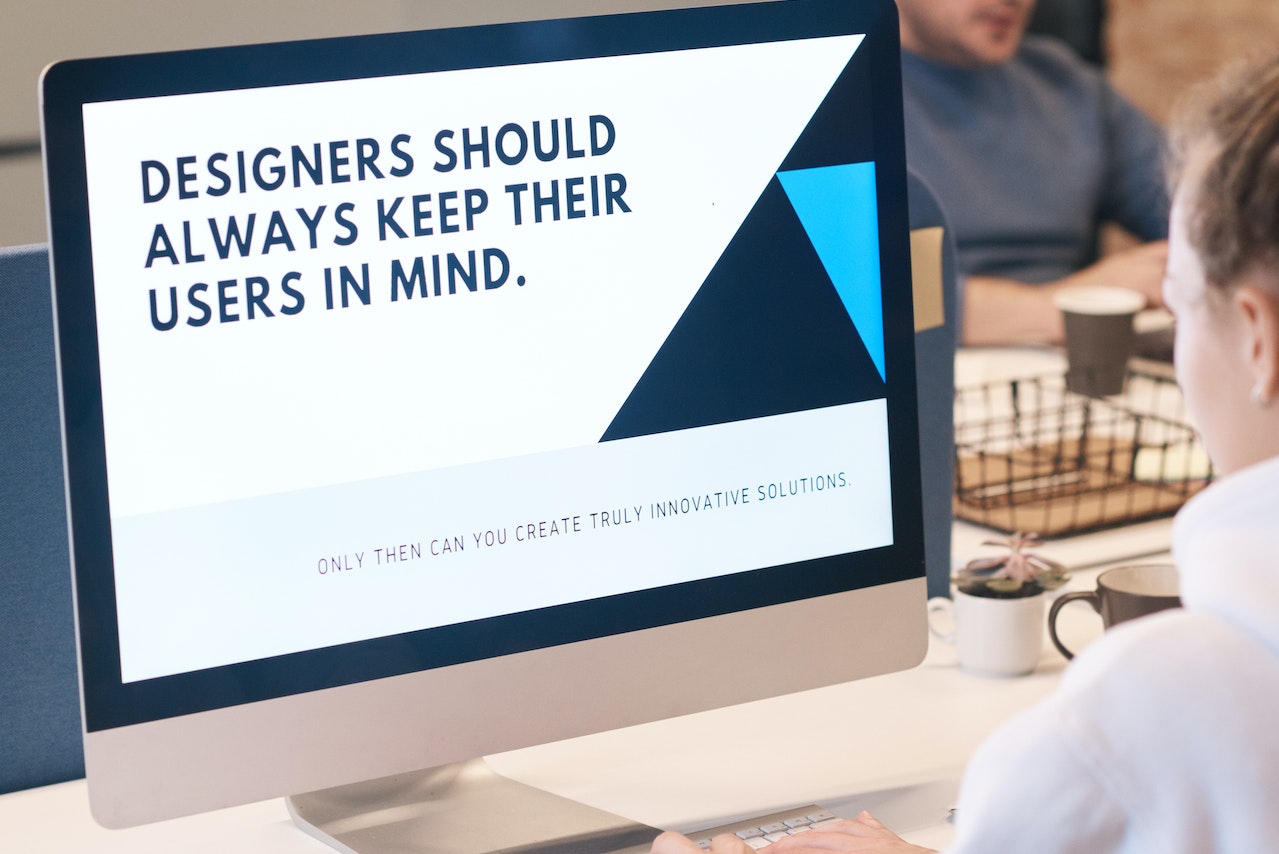 DESIGNERS SHOULD
ALWAYS KEEP THEIR
USERS IN MIND.
ONLY THEN CAN YOU CREATE TRULY INNOVATIVE SOLUTIONS.